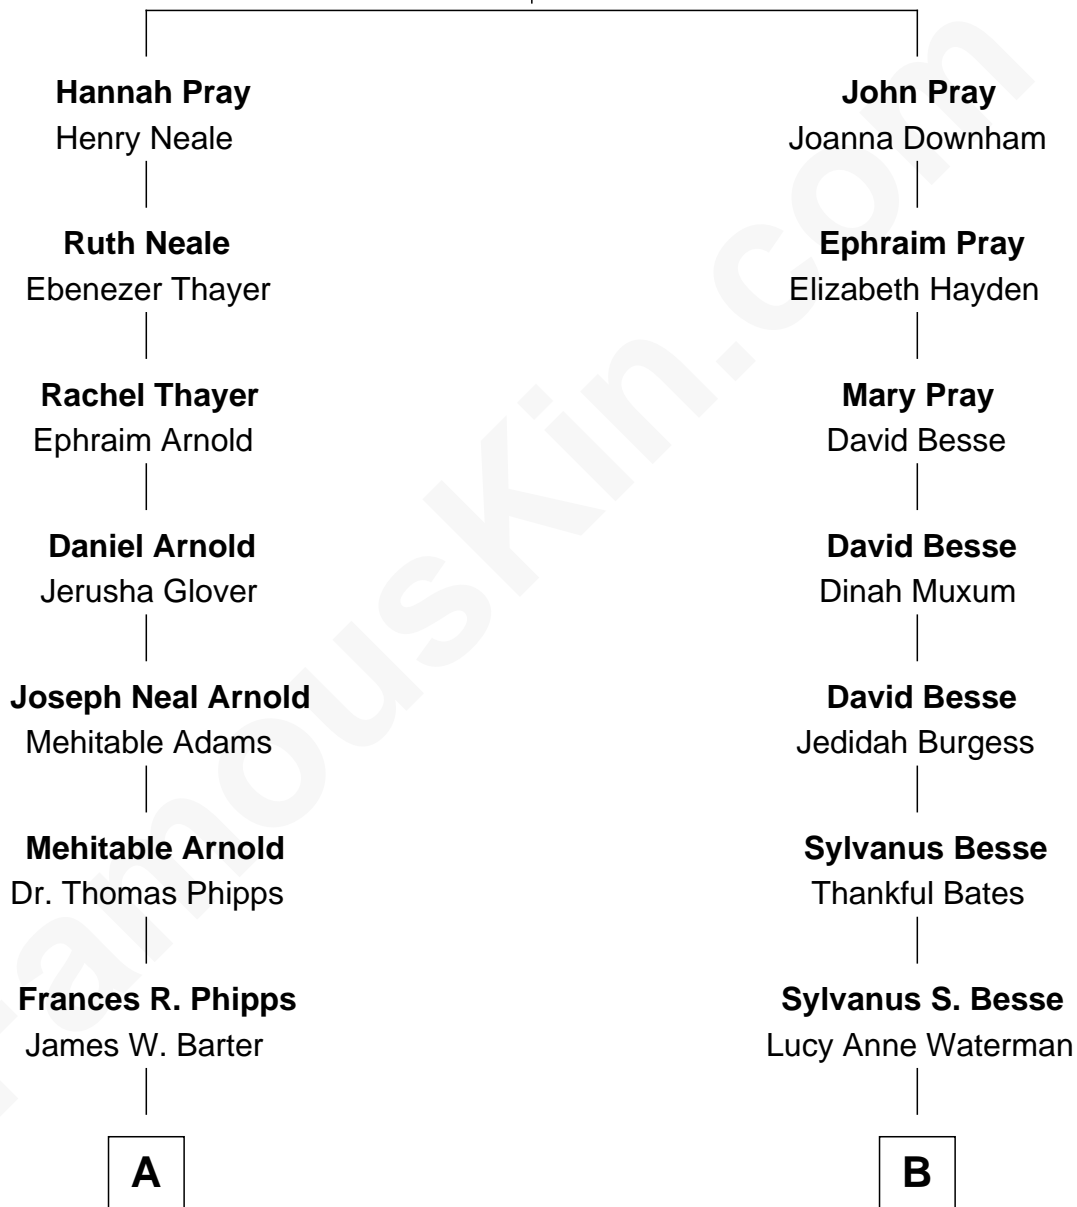 Hannah Pray
Henry Neale
Ruth Neale
Ebenezer Thayer
Rachel Thayer
Ephraim Arnold
Daniel Arnold
Jerusha Glover
Joseph Neal Arnold
Mehitable Adams
Mehitable Arnold
Dr. Thomas Phipps
Frances R. Phipps
James W. Barter
A
John Pray
Joanna Downham
Ephraim Pray
Elizabeth Hayden
Mary Pray
David Besse
David Besse
Dinah Muxum
David Besse
Jedidah Burgess
Sylvanus Besse
Thankful Bates
Sylvanus S. Besse
Lucy Anne Waterman
B
FamousKin.com